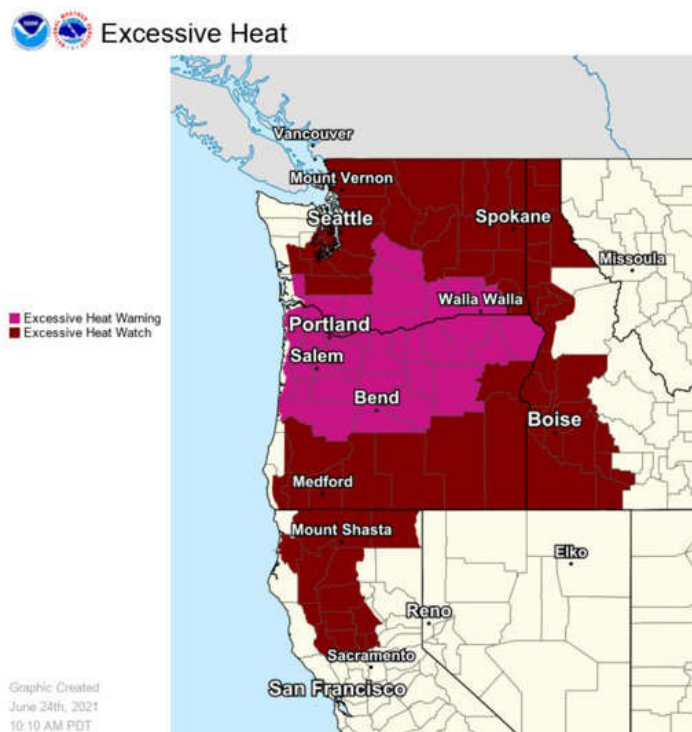 Excessive Heat
Vancouver
Mount Vernon
Seattle
Spokane
Missoula
Excessive Heat Warning
Excessive Heat Watch
Walla Walla
Portland
Salem
Bend
Boise
Medford
Mount Shasta
Elko
Reno
Sacramento
San Francisco
Graphic Created
June 24th, 2021
10:10 AM PDT